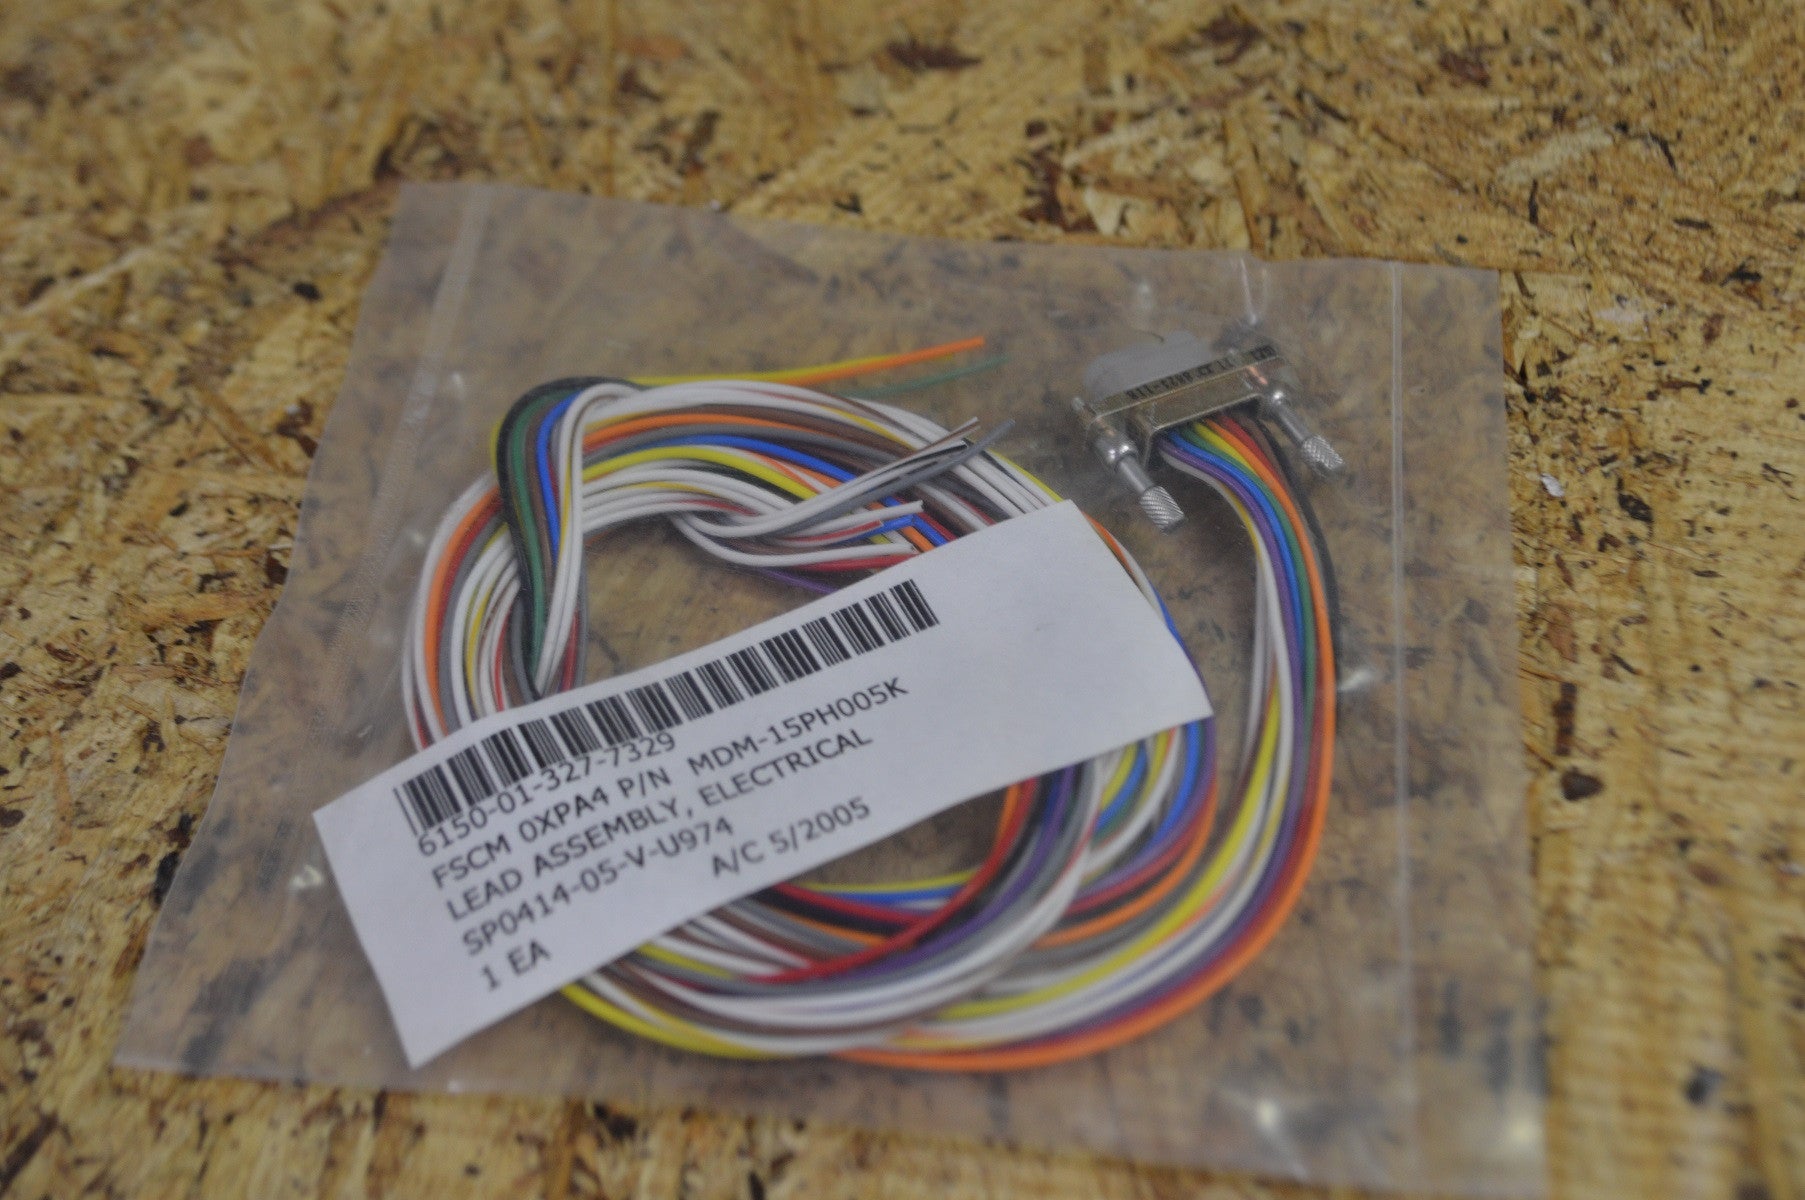 6150-01-327-7329
FSCM 0XPA4 P/N MDM-15PH005K
LEAD ASSEMBLY, ELECTRICAL
SP0414-05-V-U974
A/C 5/2005
1 EA